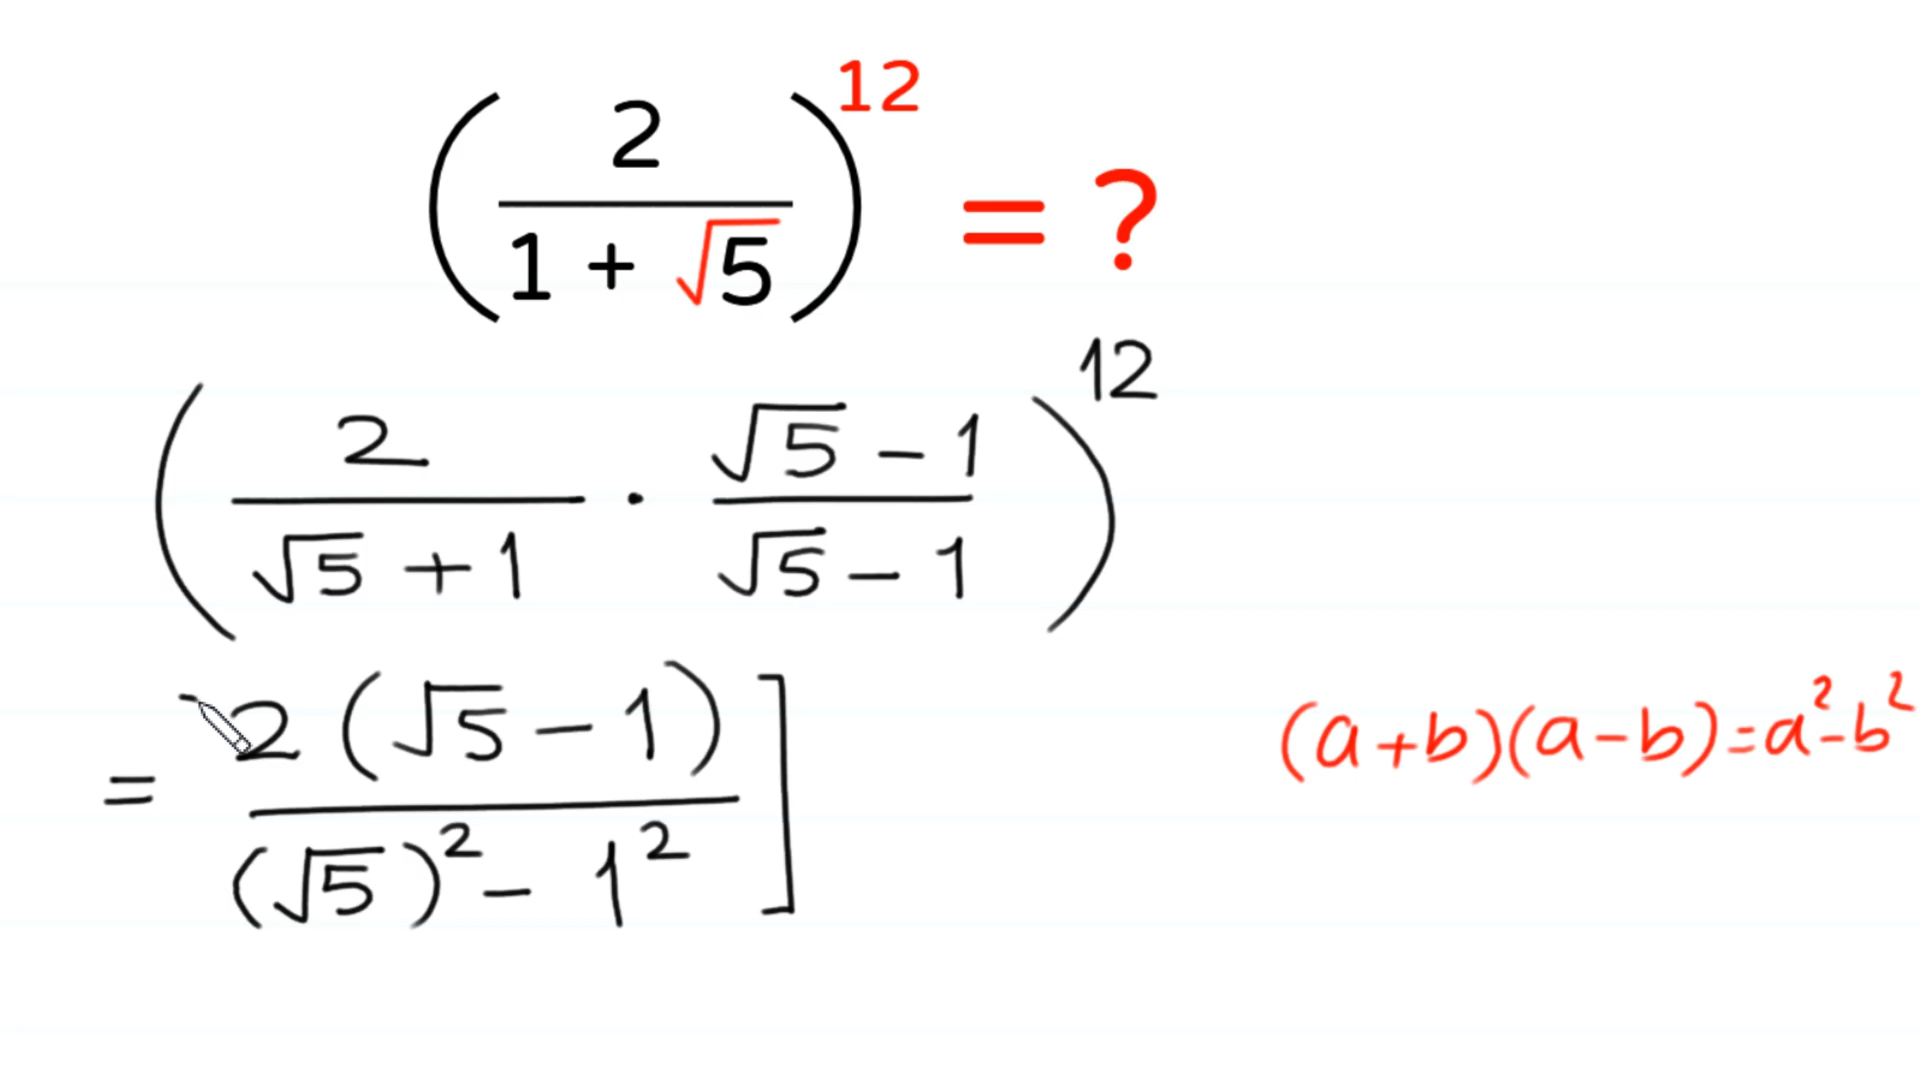 (2 / (1 + √5))^12 = ?
(2 / (√5 + 1) · (√5 − 1) / (√5 − 1))^12
= 2(√5 − 1) / ((√5)² − 1²) ]
(a+b)(a−b)=a²−b²